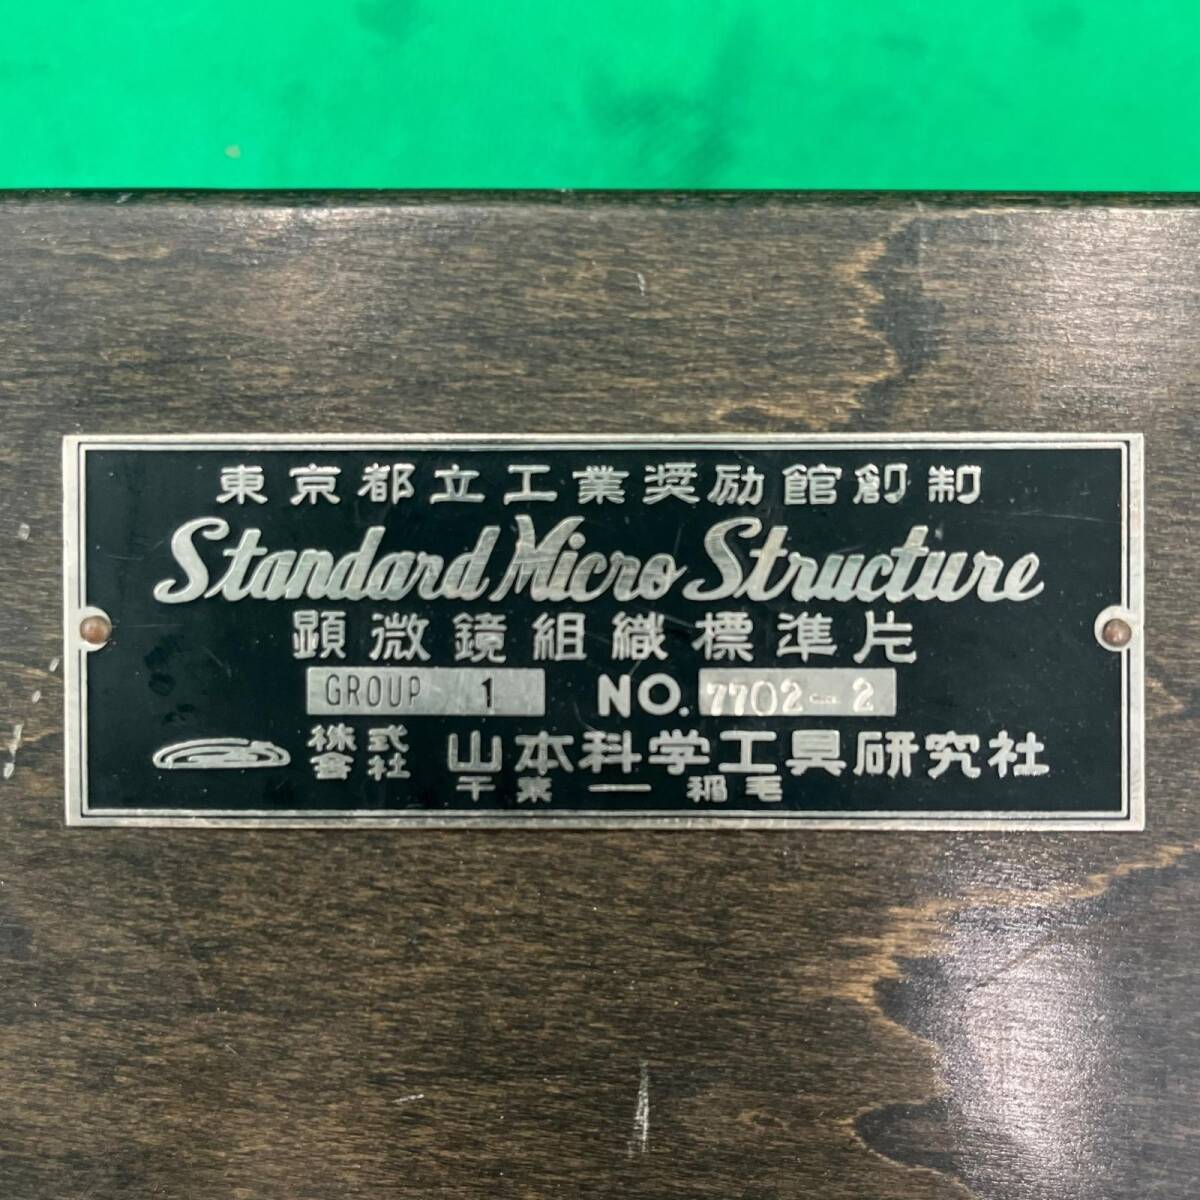 東京都立工業奨励館創制
Standard Micro Structure
顕微鏡組織標準片
GROUP 1 NO. 7702-2
株式会社 山本科学工具研究社
千葉 — 稲毛